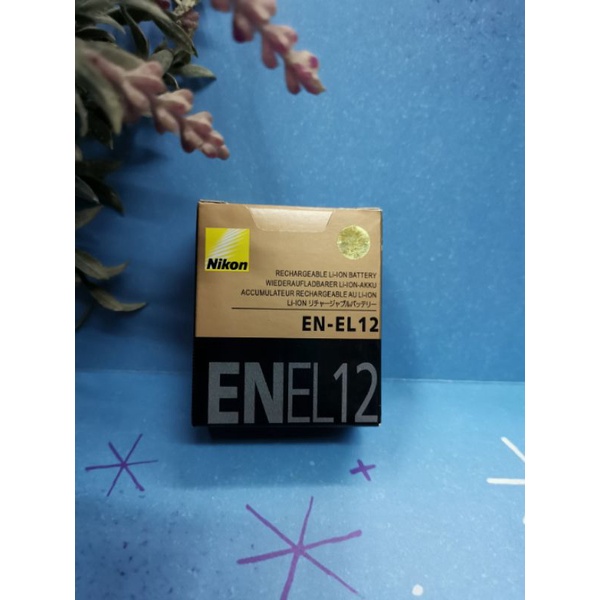 Nikon
RECHARGEABLE LI-ION BATTERY
WIEDERAUFLADBARER LI-ION-AKKU
ACCUMULATEUR RECHARGEABLE AU LI-ION
LI-ION リチャージャブルバッテリー
EN-EL12
ENEL12